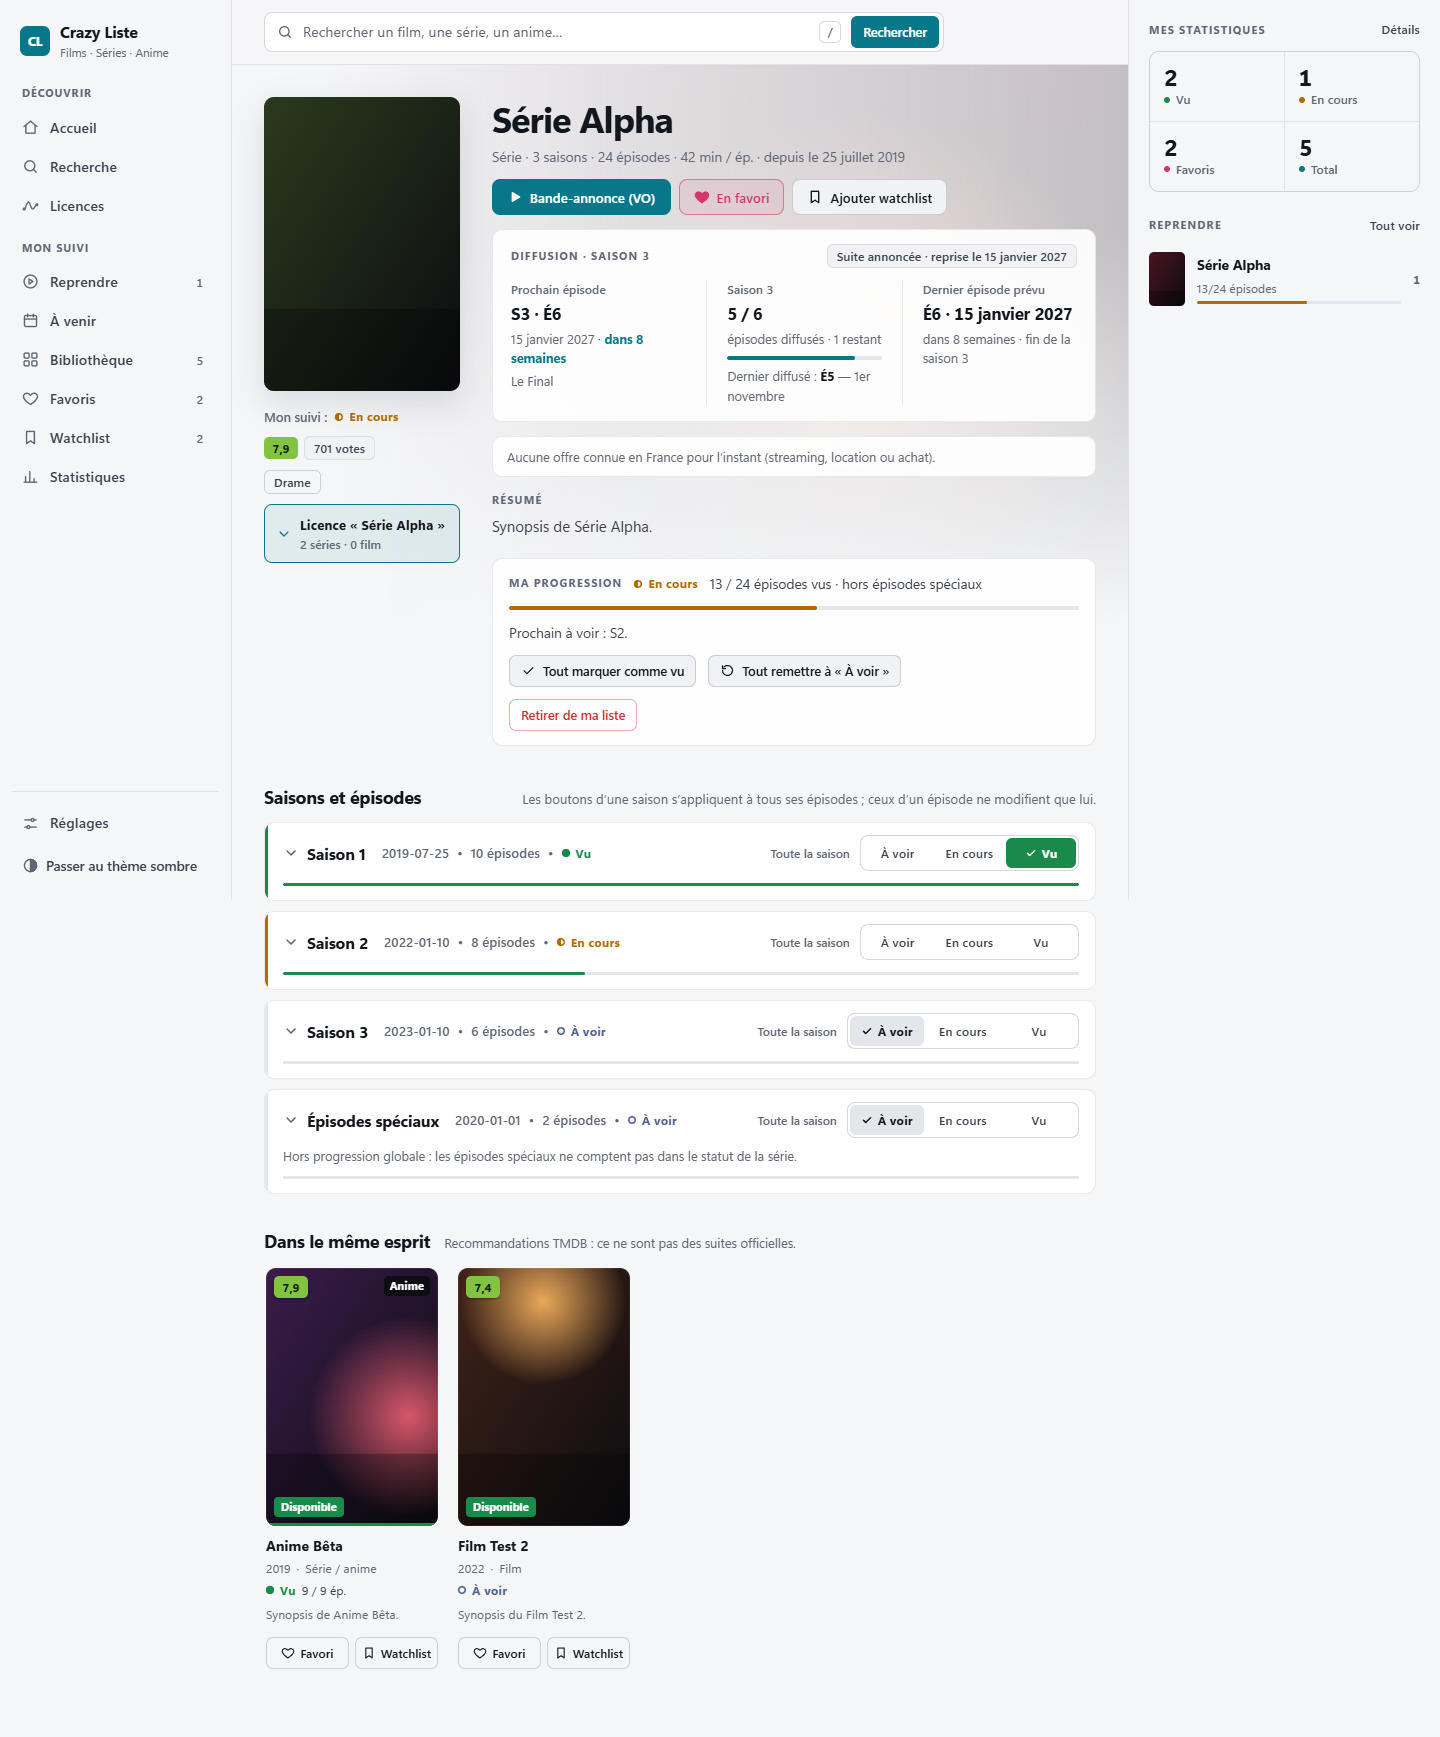 CL
Crazy Liste
Films · Séries · Anime
DÉCOUVRIR
Accueil
Recherche
Licences
MON SUIVI
Reprendre 1
À venir
Bibliothèque 5
Favoris 2
Watchlist 2
Statistiques
Réglages
Passer au thème sombre
Rechercher un film, une série, un anime…
/
Rechercher
Série Alpha
Série · 3 saisons · 24 épisodes · 42 min / ép. · depuis le 25 juillet 2019
Bande-annonce (VO)
En favori
Ajouter watchlist
Mon suivi : En cours
7,9
701 votes
Drame
Licence « Série Alpha »
2 séries · 0 film
DIFFUSION · SAISON 3
Suite annoncée · reprise le 15 janvier 2027
Prochain épisode
S3 · É6
15 janvier 2027 · dans 8
semaines
Le Final
Saison 3
5 / 6
épisodes diffusés · 1 restant
Dernier diffusé : É5 — 1er
novembre
Dernier épisode prévu
É6 · 15 janvier 2027
dans 8 semaines · fin de la
saison 3
Aucune offre connue en France pour l’instant (streaming, location ou achat).
RÉSUMÉ
Synopsis de Série Alpha.
MA PROGRESSION En cours 13 / 24 épisodes vus · hors épisodes spéciaux
Prochain à voir : S2.
Tout marquer comme vu
Tout remettre à « À voir »
Retirer de ma liste
Saisons et épisodes
Les boutons d’une saison s’appliquent à tous ses épisodes ; ceux d’un épisode ne modifient que lui.
Saison 1 2019-07-25 • 10 épisodes • Vu Toute la saison À voir En cours Vu
Saison 2 2022-01-10 • 8 épisodes • En cours Toute la saison À voir En cours Vu
Saison 3 2023-01-10 • 6 épisodes • À voir Toute la saison À voir En cours Vu
Épisodes spéciaux 2020-01-01 • 2 épisodes • À voir Toute la saison À voir En cours Vu
Hors progression globale : les épisodes spéciaux ne comptent pas dans le statut de la série.
Dans le même esprit Recommandations TMDB : ce ne sont pas des suites officielles.
7,9
Anime
Disponible
Anime Bêta
2019 · Série / anime
Vu 9 / 9 ép.
Synopsis de Anime Bêta.
Favori
Watchlist
7,4
Disponible
Film Test 2
2022 · Film
À voir
Synopsis du Film Test 2.
Favori
Watchlist
MES STATISTIQUES Détails
2
Vu
1
En cours
2
Favoris
5
Total
REPRENDRE Tout voir
Série Alpha
13/24 épisodes
1